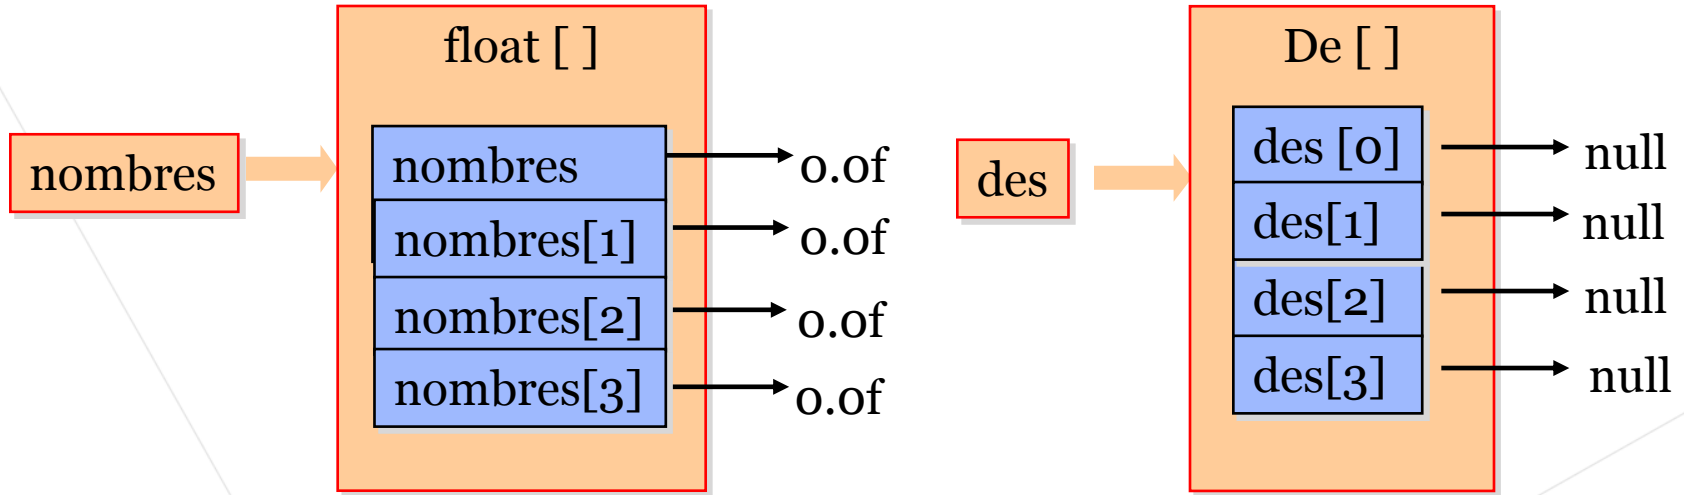 float [ ]
nombres
nombres
0.0f
nombres[1]
0.0f
nombres[2]
0.0f
nombres[3]
0.0f
De [ ]
des
des [0]
null
des[1]
null
des[2]
null
des[3]
null